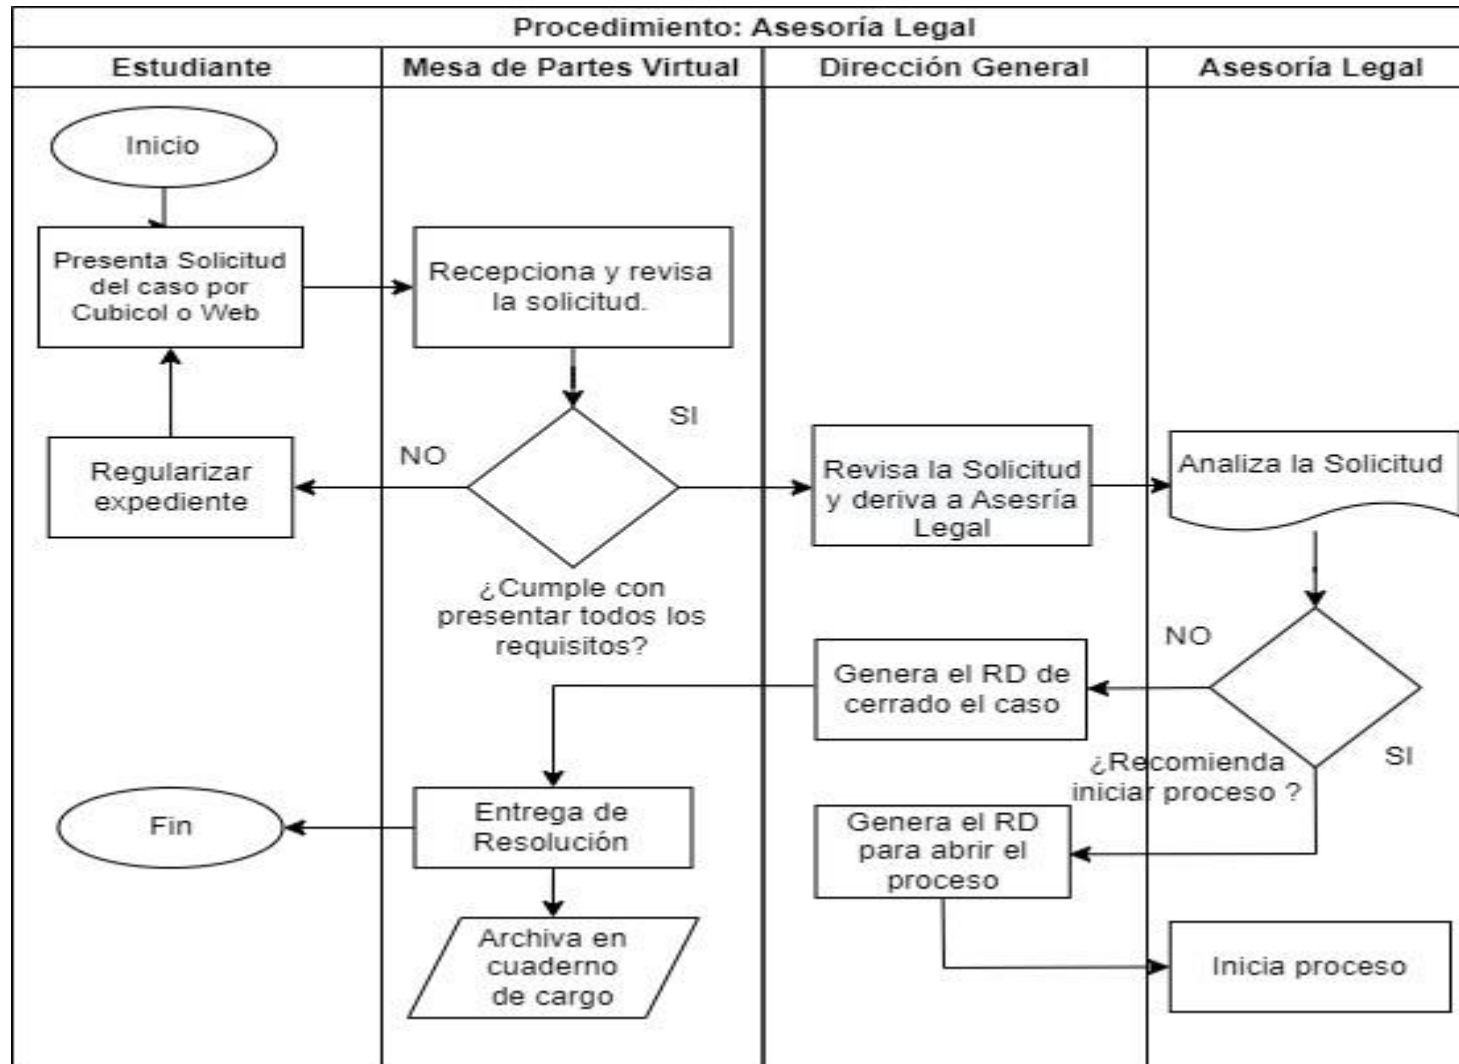 Procedimiento: Asesoría Legal
Estudiante
Mesa de Partes Virtual
Dirección General
Asesoría Legal
Inicio
Presenta Solicitud
del caso por
Cubicol o Web
Recepciona y revisa
la solicitud.
SI
NO
Regularizar
expediente
¿Cumple con
presentar todos los
requisitos?
Revisa la Solicitud
y deriva a Asesría
Legal
Analiza la Solicitud
NO
SI
¿Recomienda
iniciar proceso ?
Genera el RD de
cerrado el caso
Entrega de
Resolución
Fin
Genera el RD
para abrir el
proceso
Archiva en
cuaderno
de cargo
Inicia proceso